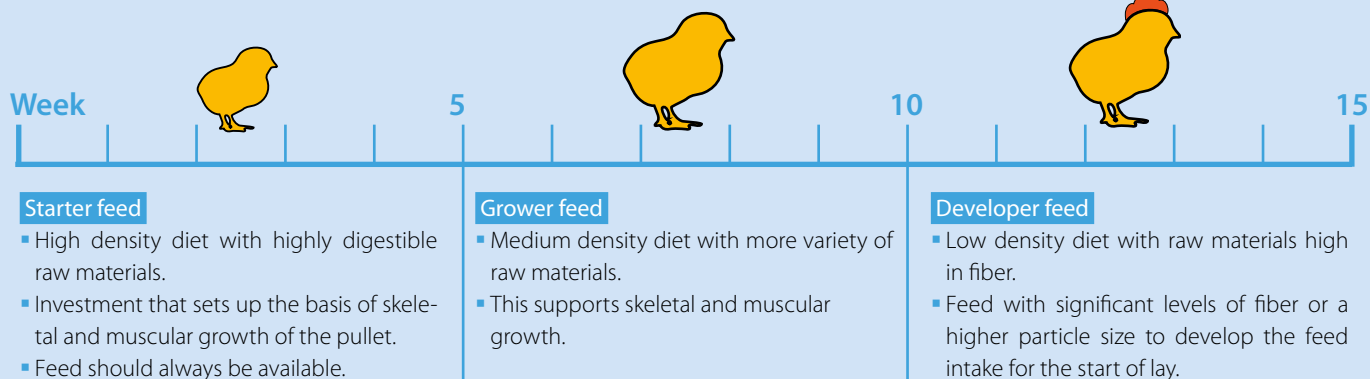 Week 5 10 15
Starter feed
▪ High density diet with highly digestible
raw materials.
▪ Investment that sets up the basis of skele-
tal and muscular growth of the pullet.
▪ Feed should always be available.
Grower feed
▪ Medium density diet with more variety of
raw materials.
▪ This supports skeletal and muscular
growth.
Developer feed
▪ Low density diet with raw materials high
in fiber.
▪ Feed with significant levels of fiber or a
higher particle size to develop the feed
intake for the start of lay.